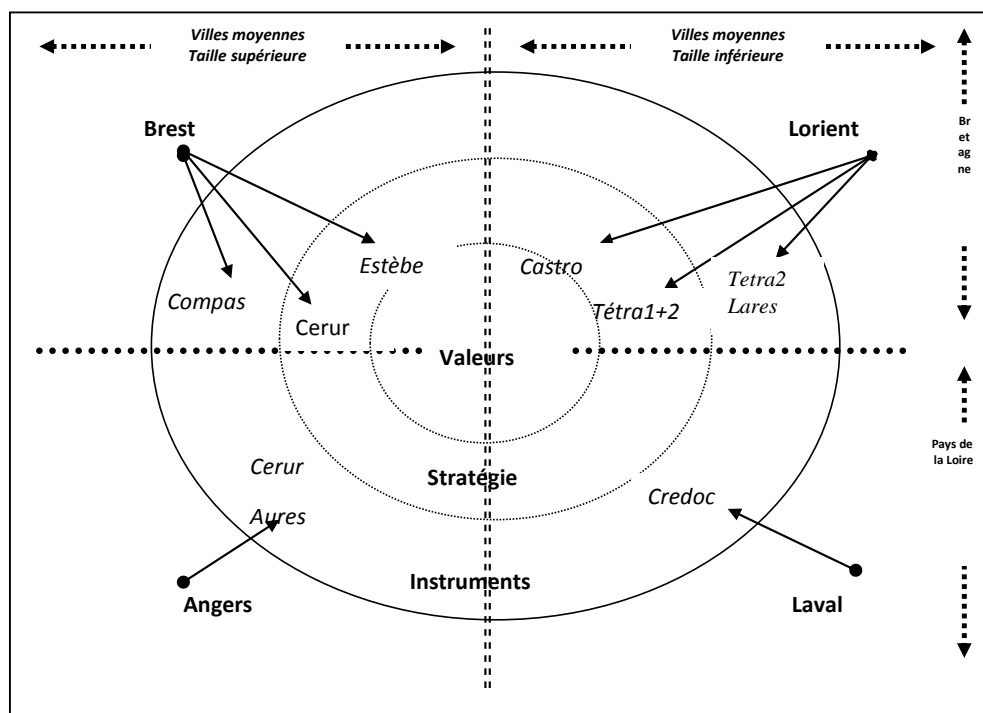 Villes moyennes
Taille supérieure
Villes moyennes
Taille inférieure
Brest
Lorient
Br
et
ag
ne
Estèbe
Castro
Tetra2
Lares
Compas
Cerur
Tétra1+2
Valeurs
Pays de
la Loire
Cerur
Stratégie
Credoc
Aures
Instruments
Angers
Laval